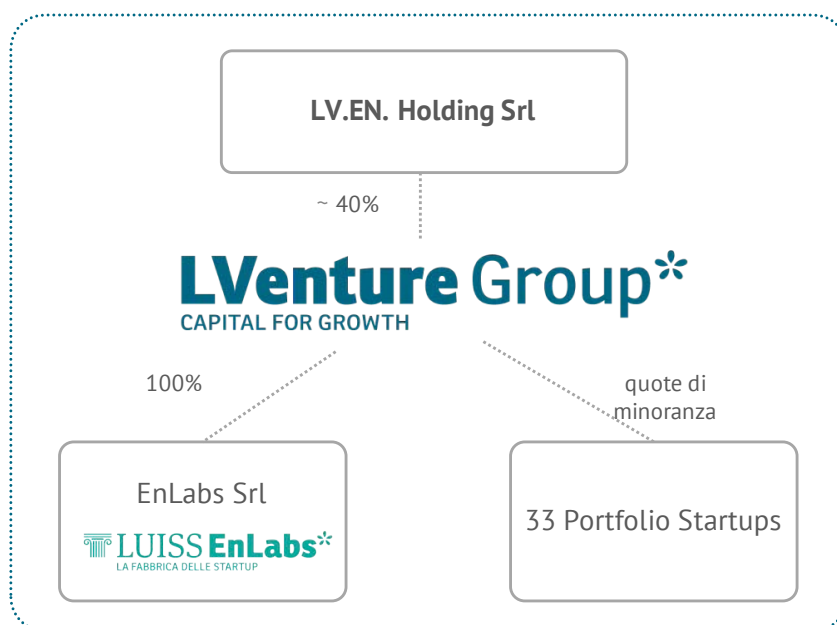 LV.EN. Holding Srl
~ 40%
LVenture Group*
CAPITAL FOR GROWTH
100%
quote di
minoranza
EnLabs Srl
LUISS EnLabs*
LA FABBRICA DELLE STARTUP
33 Portfolio Startups